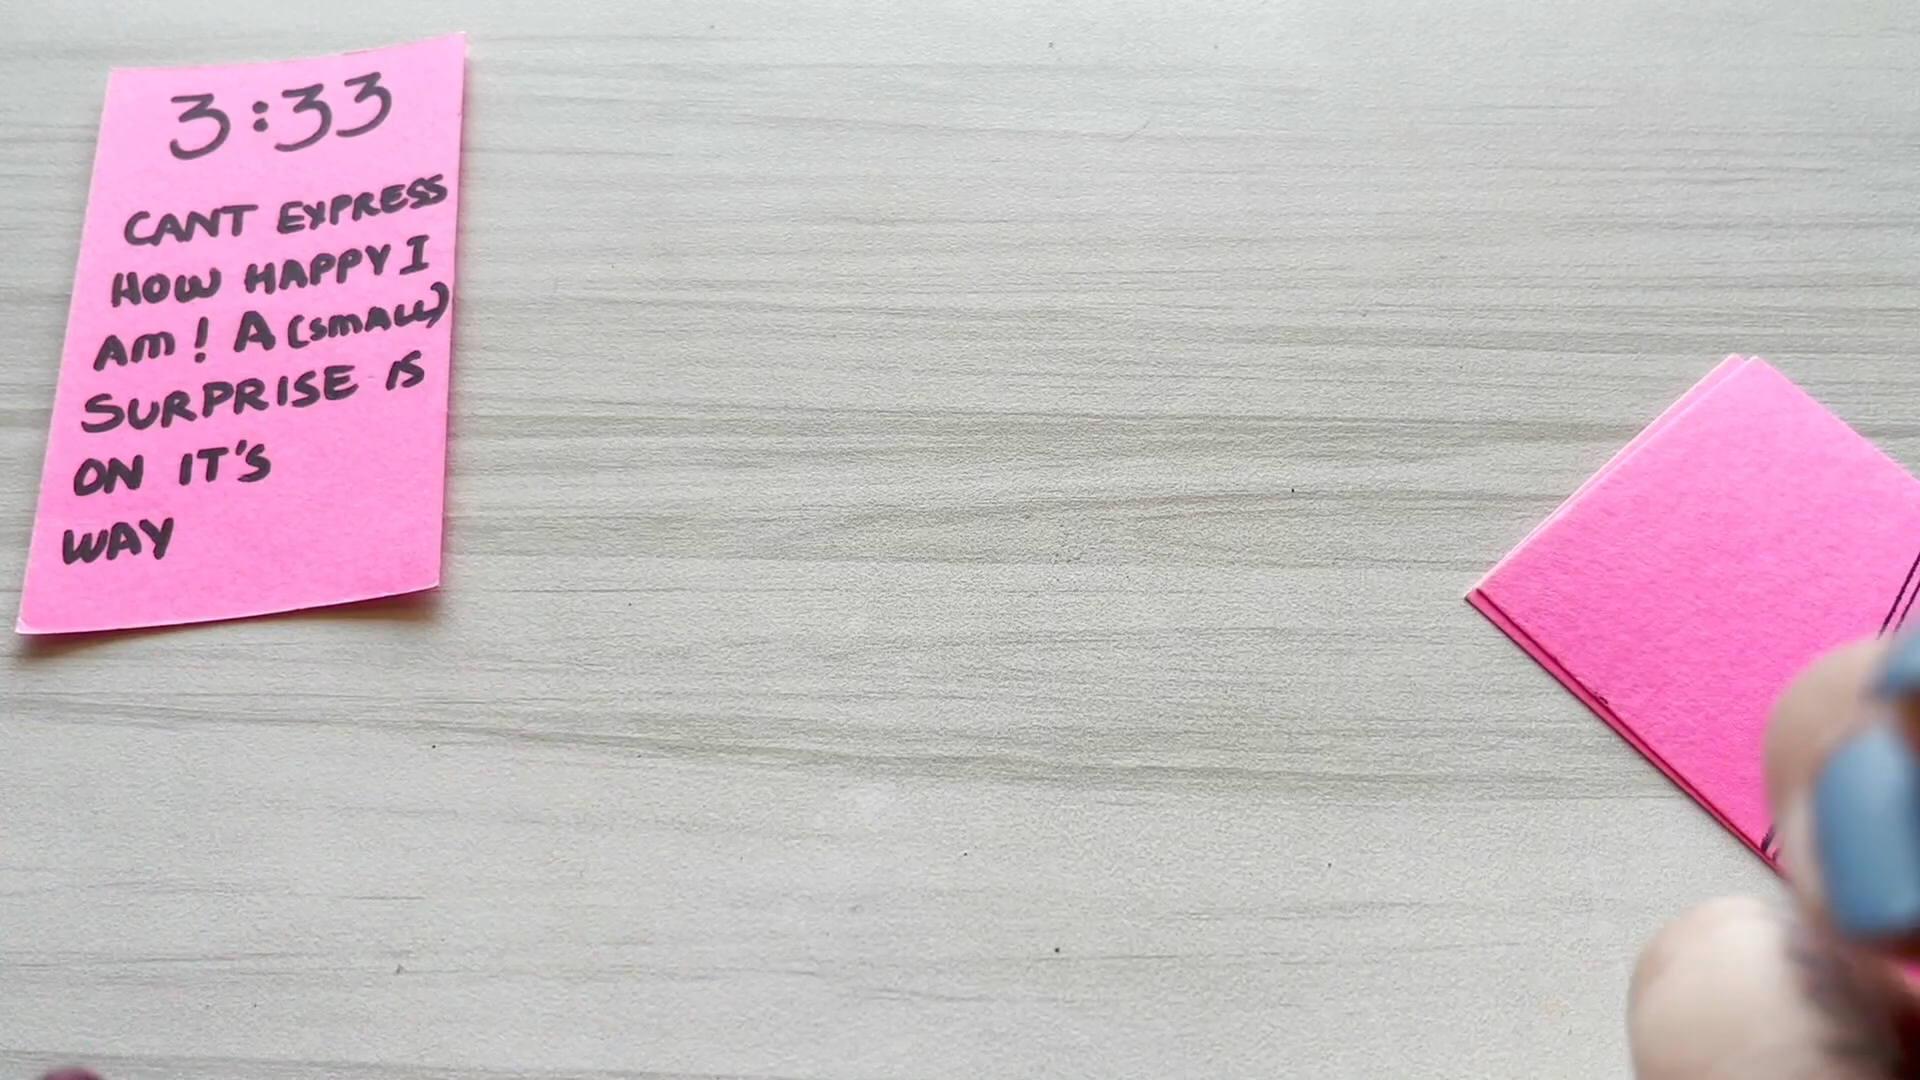 3:33
CANT EXPRESS
HOW HAPPY I
Am! A (smALL)
SURPRISE IS
ON IT'S
WAY